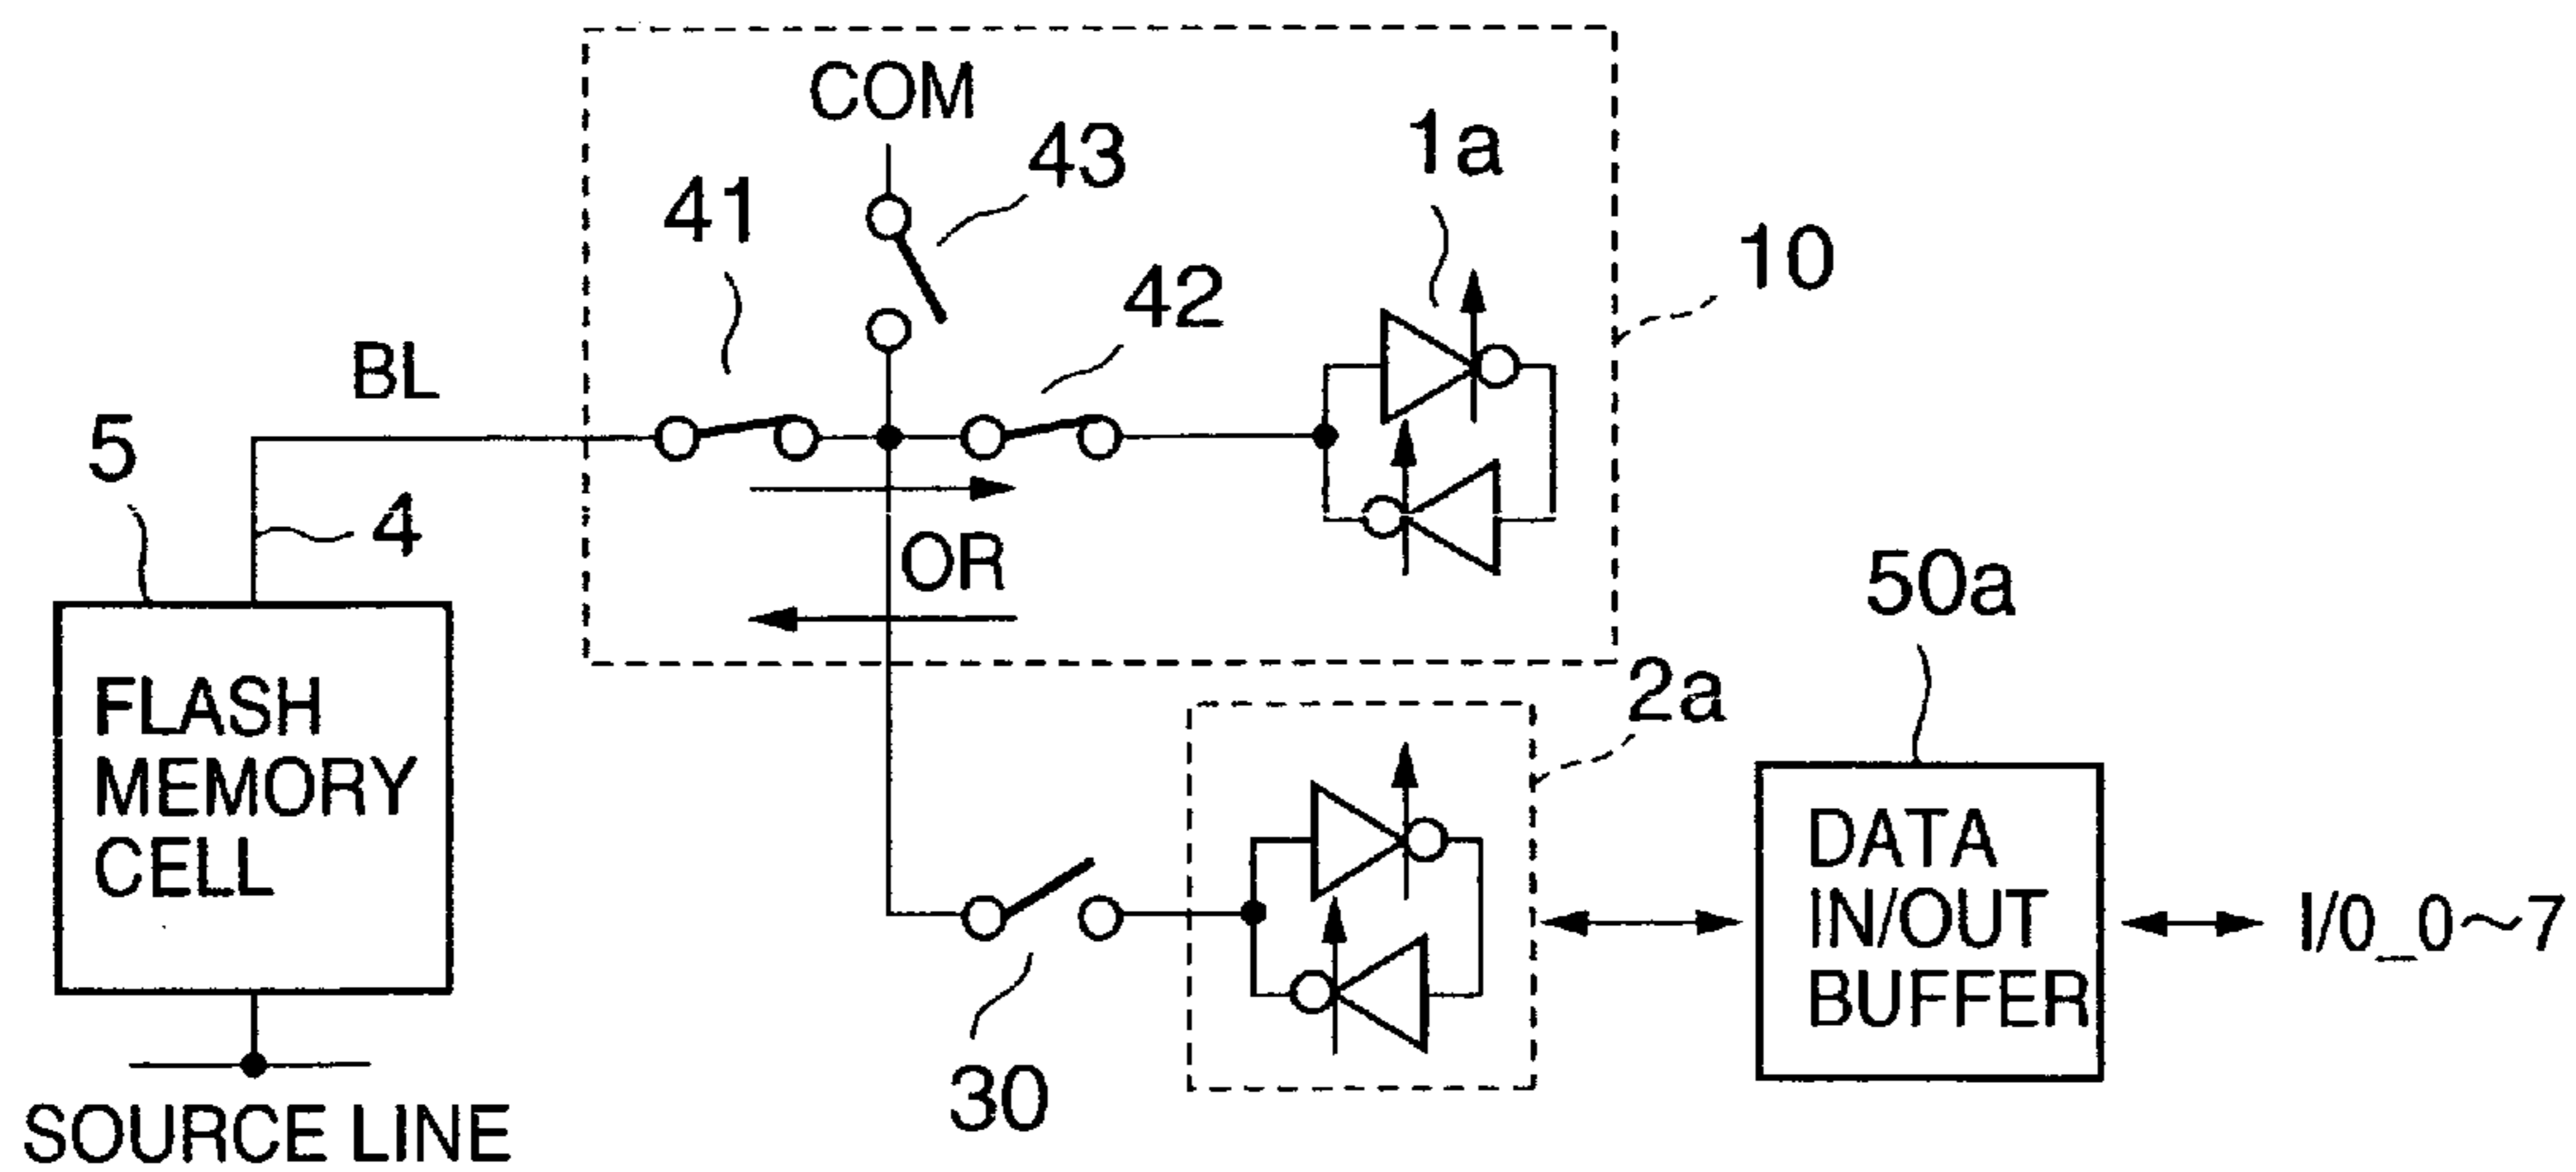 COM
43
1a
41
10
42
BL
5
4
OR
50a
FLASH
MEMORY
CELL
2a
DATA
IN/OUT
BUFFER
I/0_0~7
30
SOURCE LINE